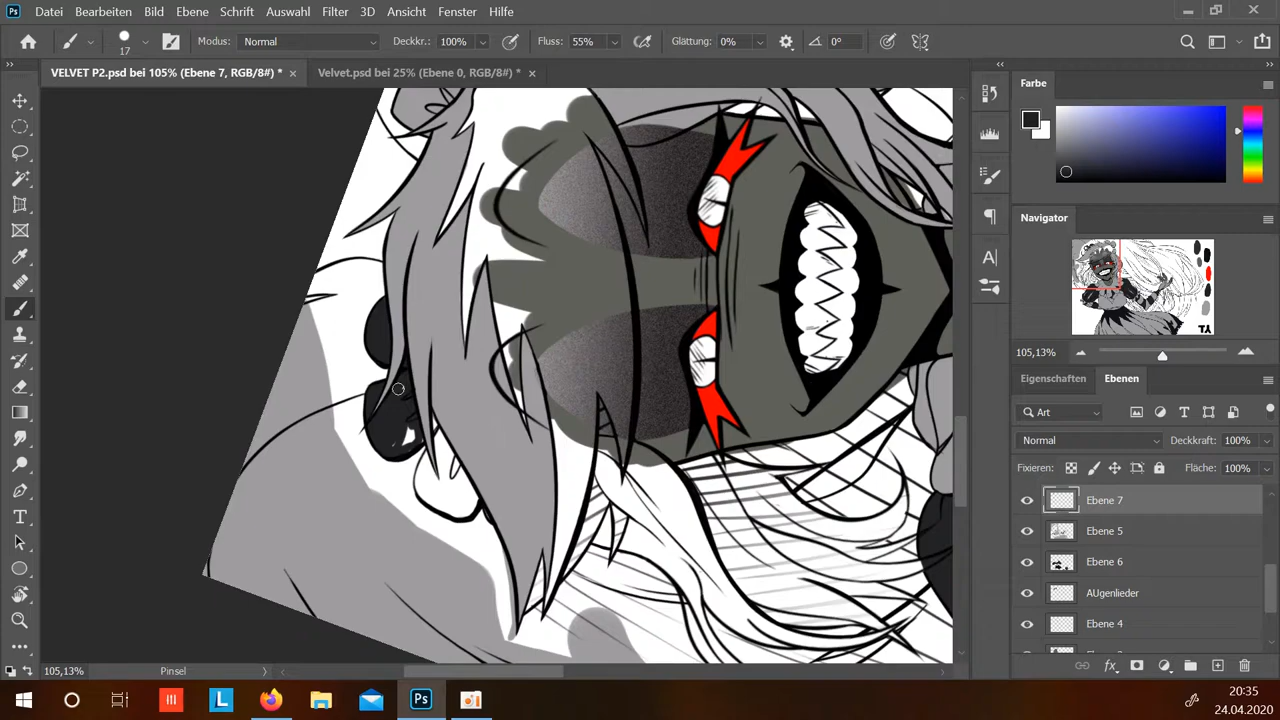 Ps Datei Bearbeiten Bild Ebene Schrift Auswahl Filter 3D Ansicht Fenster Hilfe
17 Modus: Normal Deckkr.: 100% Fluss: 55% Glättung: 0% 0°
VELVET P2.psd bei 105% (Ebene 7, RGB/8#) * × Velvet.psd bei 25% (Ebene 0, RGB/8#) * ×
Farbe
Navigator
105,13%
Eigenschaften Ebenen
Art
Normal Deckkraft: 100%
Fixieren: Fläche: 100%
Ebene 7
Ebene 5
Ebene 6
AUgenlieder
Ebene 4
105,13% Pinsel
L Ps 20:35
24.04.2020